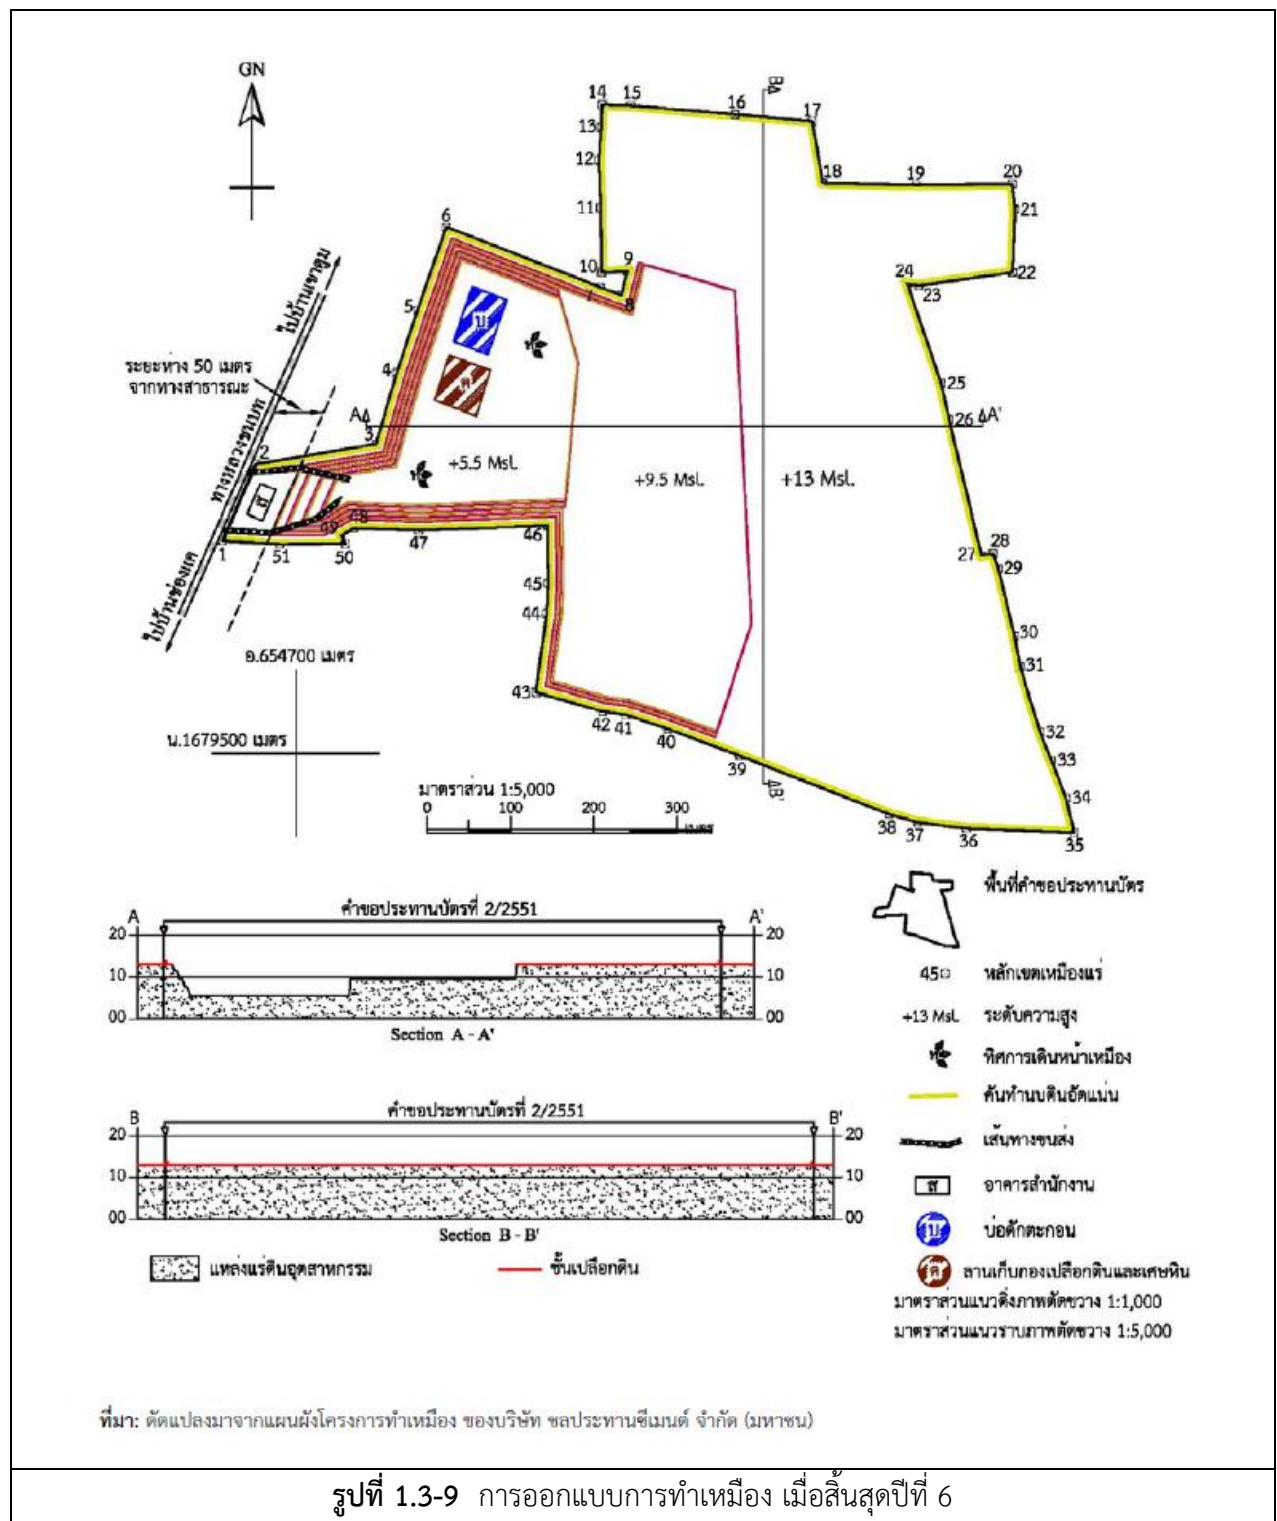 GN
14 15
B
16
17
13
12
18
19
20
11
21
6
10
9
22
24
23
7
8
ไปบ้านเขาดูม
5
บ
ระยะห่าง 50 เมตร
จากทางสาธารณะ
4
ค
25
A
26
A'
ทางหลวงชนบท
3
2
+5.5 Msl.
+9.5 Msl.
+13 Msl.
ส
49
48
1
51
50
47
46
27
28
29
ไปบ้านช่องแค
45
44
30
อ.654700 เมตร
31
43
42
41
40
32
น.1679500 เมตร
39
33
มาตราส่วน 1:5,000
B'
34
0
100
200
300
เมตร
38
37
36
35
พื้นที่คำขอประทานบัตร
คำขอประทานบัตรที่ 2/2551
A
A'
20
20
10
10
00
00
Section A - A'
45 หลักเขตเหมืองแร่
+13 Msl. ระดับความสูง
ทิศการเดินหน้าเหมือง
คันทำนบดินอัดแน่น
คำขอประทานบัตรที่ 2/2551
B
B'
20
20
10
10
00
00
Section B - B'
เส้นทางขนส่ง
ส อาคารสำนักงาน
บ บ่อดักตะกอน
แหล่งแร่ดินอุตสาหกรรม
ชั้นเปลือกดิน
ค ลานเก็บกองเปลือกดินและเศษหิน
มาตราส่วนแนวดิ่งภาพตัดขวาง 1:1,000
มาตราส่วนแนวราบภาพตัดขวาง 1:5,000
ที่มา: ดัดแปลงมาจากแผนผังโครงการทำเหมือง ของบริษัท ชลประทานซีเมนต์ จำกัด (มหาชน)
รูปที่ 1.3-9 การออกแบบการทำเหมือง เมื่อสิ้นสุดปีที่ 6